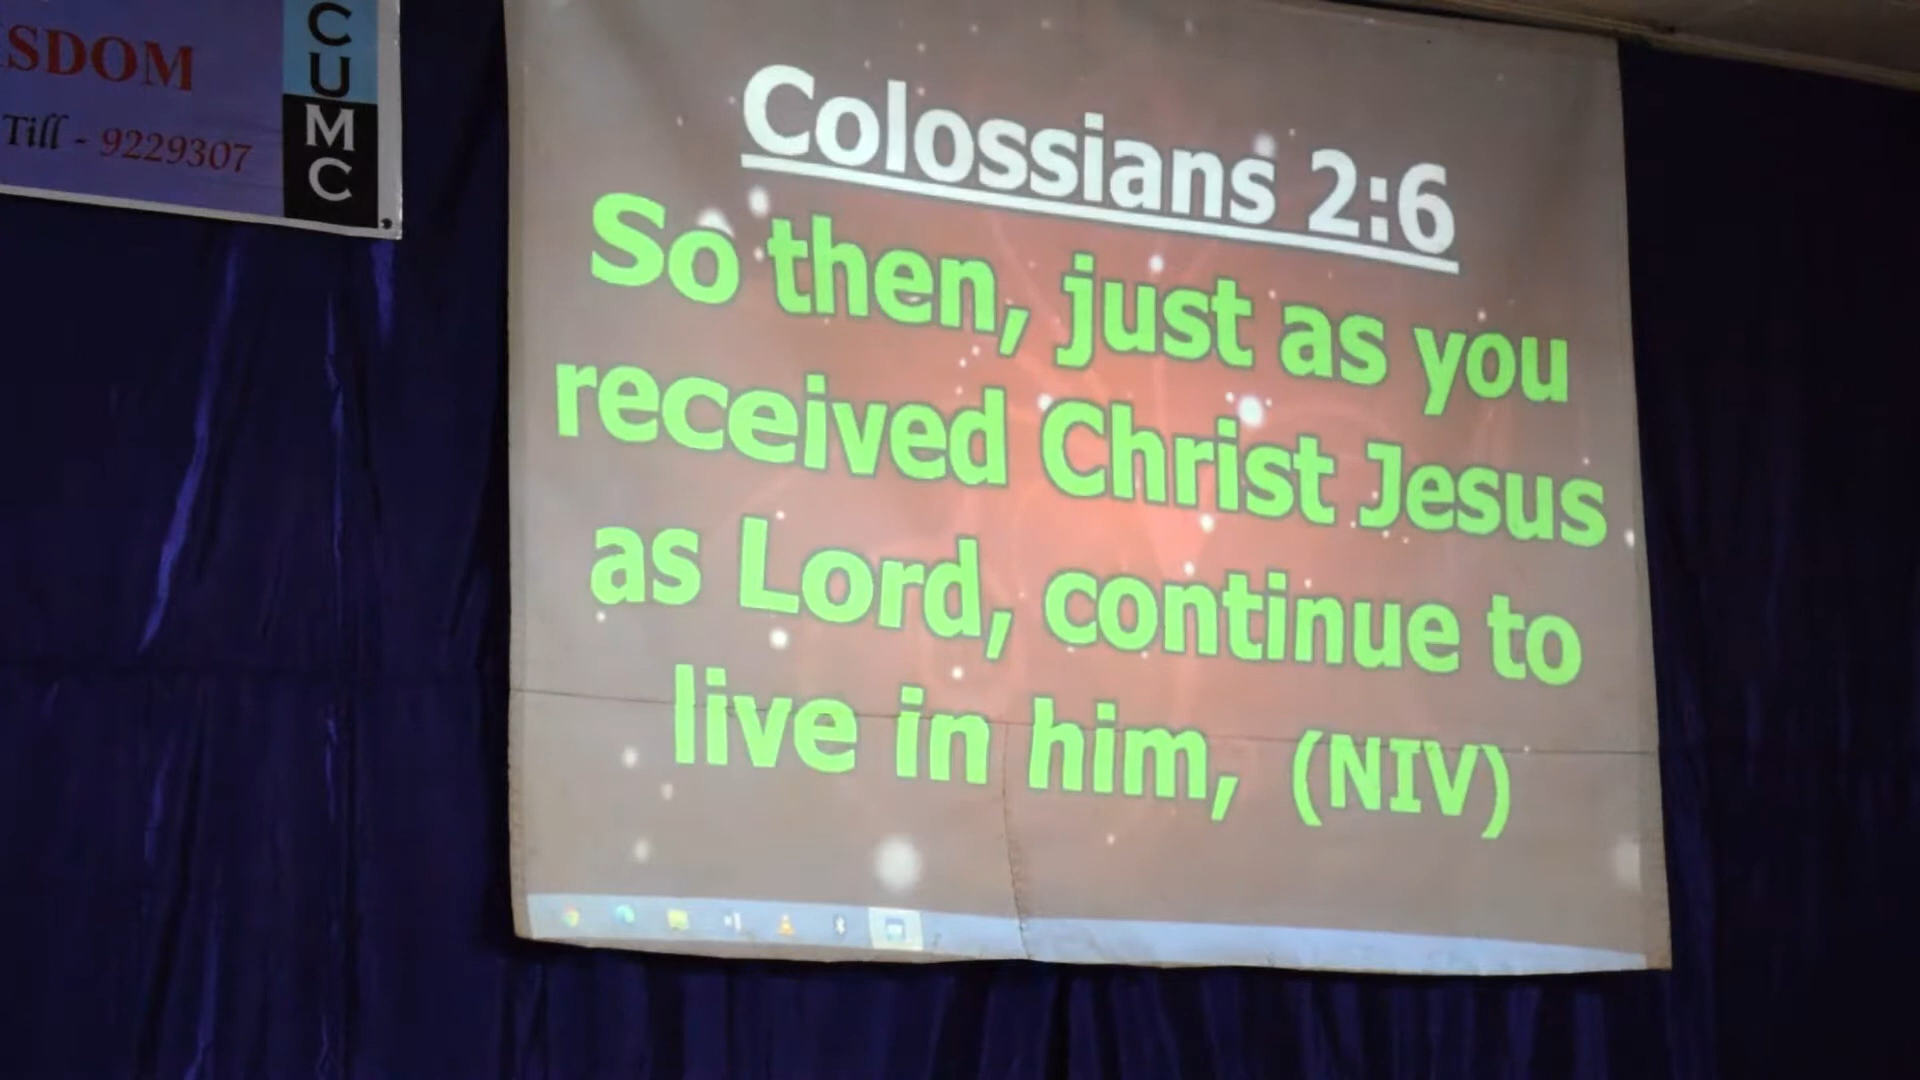 SDOM
Till - 9229307
C
U
M
C
Colossians 2:6
So then, just as you
received Christ Jesus
as Lord, continue to
live in him, (NIV)